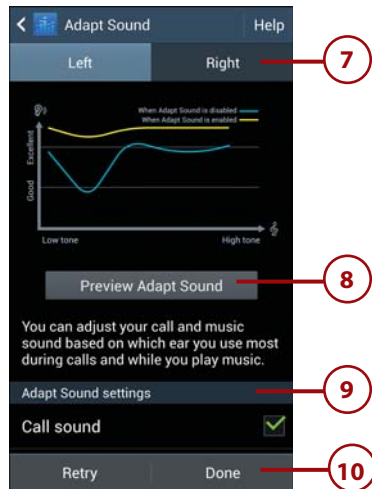 Adapt Sound Help
Left Right
7
When Adapt Sound is disabled
When Adapt Sound is enabled
Excellent
Good
Low tone High tone
Preview Adapt Sound
8
You can adjust your call and music
sound based on which ear you use most
during calls and while you play music.
Adapt Sound settings
9
Call sound
Retry Done
10